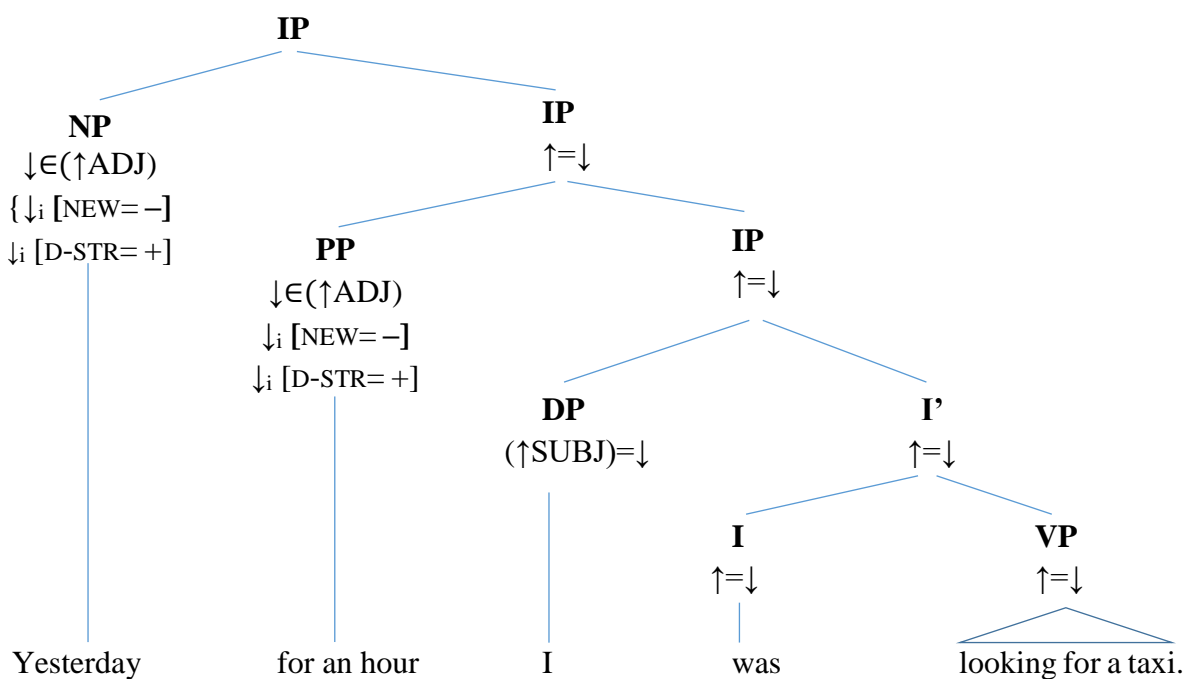 IP
NP
IP
↓∈(↑ADJ)
↑=↓
{↓i [NEW= –]
↓i [D-STR= +]
PP
IP
↓∈(↑ADJ)
↑=↓
↓i [NEW= –]
↓i [D-STR= +]
DP
I’
(↑SUBJ)=↓
↑=↓
I
VP
↑=↓
↑=↓
Yesterday for an hour I was looking for a taxi.